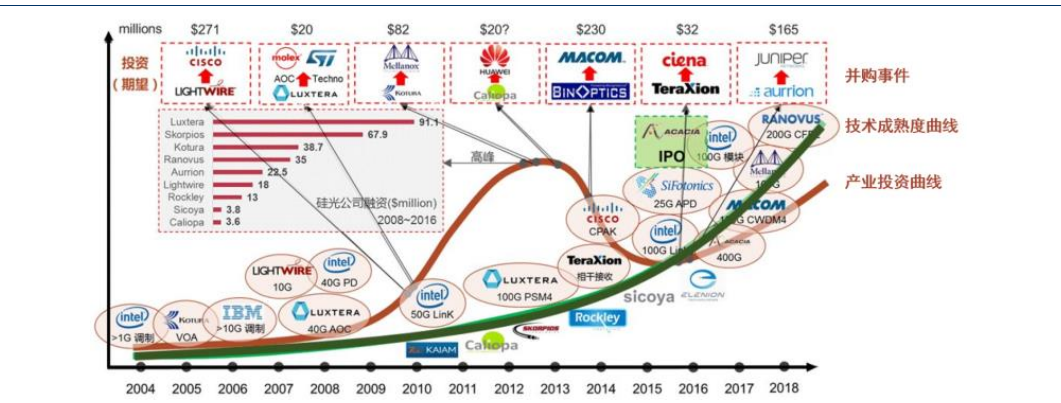 millions $271 $20 $82 $20? $230 $32 $165
投资
（期望）
CISCO
LIGHTWIRE
molex ST
AOC Techno
LUXTERA
Mellanox
KOTURA
HUAWEI
Caliopa
MACOM
BINOPTICS
ciena
TeraXion
JUNIPER
NETWORKS
aurrion
并购事件
Luxtera 91.1
Skorpios 67.9
Kotura 38.7
Ranovus 35
Aurrion 22.5
Lightwire 18
Rockley 13
Sicoya 3.8
Caliopa 3.6
硅光公司融资($million)
2008~2016
高峰
ACACIA
IPO
intel
100G 模块
RANOVUS
200G
技术成熟度曲线
Mellanox
SiFotonics
25G APD
产业投资曲线
CISCO
CPAK
MACOM
CWDM4
intel
100G
ACACIA
400G
LIGHTWIRE
10G
intel
40G PD
TeraXion
相干接收
LUXTERA
100G PSM4
intel
50G LinK
sicoya
ELENION
intel
>1G 调制
KOTURA
VOA
IBM
>10G 调制
LUXTERA
40G AOC
Rockley
SKORPIOS
KAIAM
Caliopa
2004 2005 2006 2007 2008 2009 2010 2011 2012 2013 2014 2015 2016 2017 2018